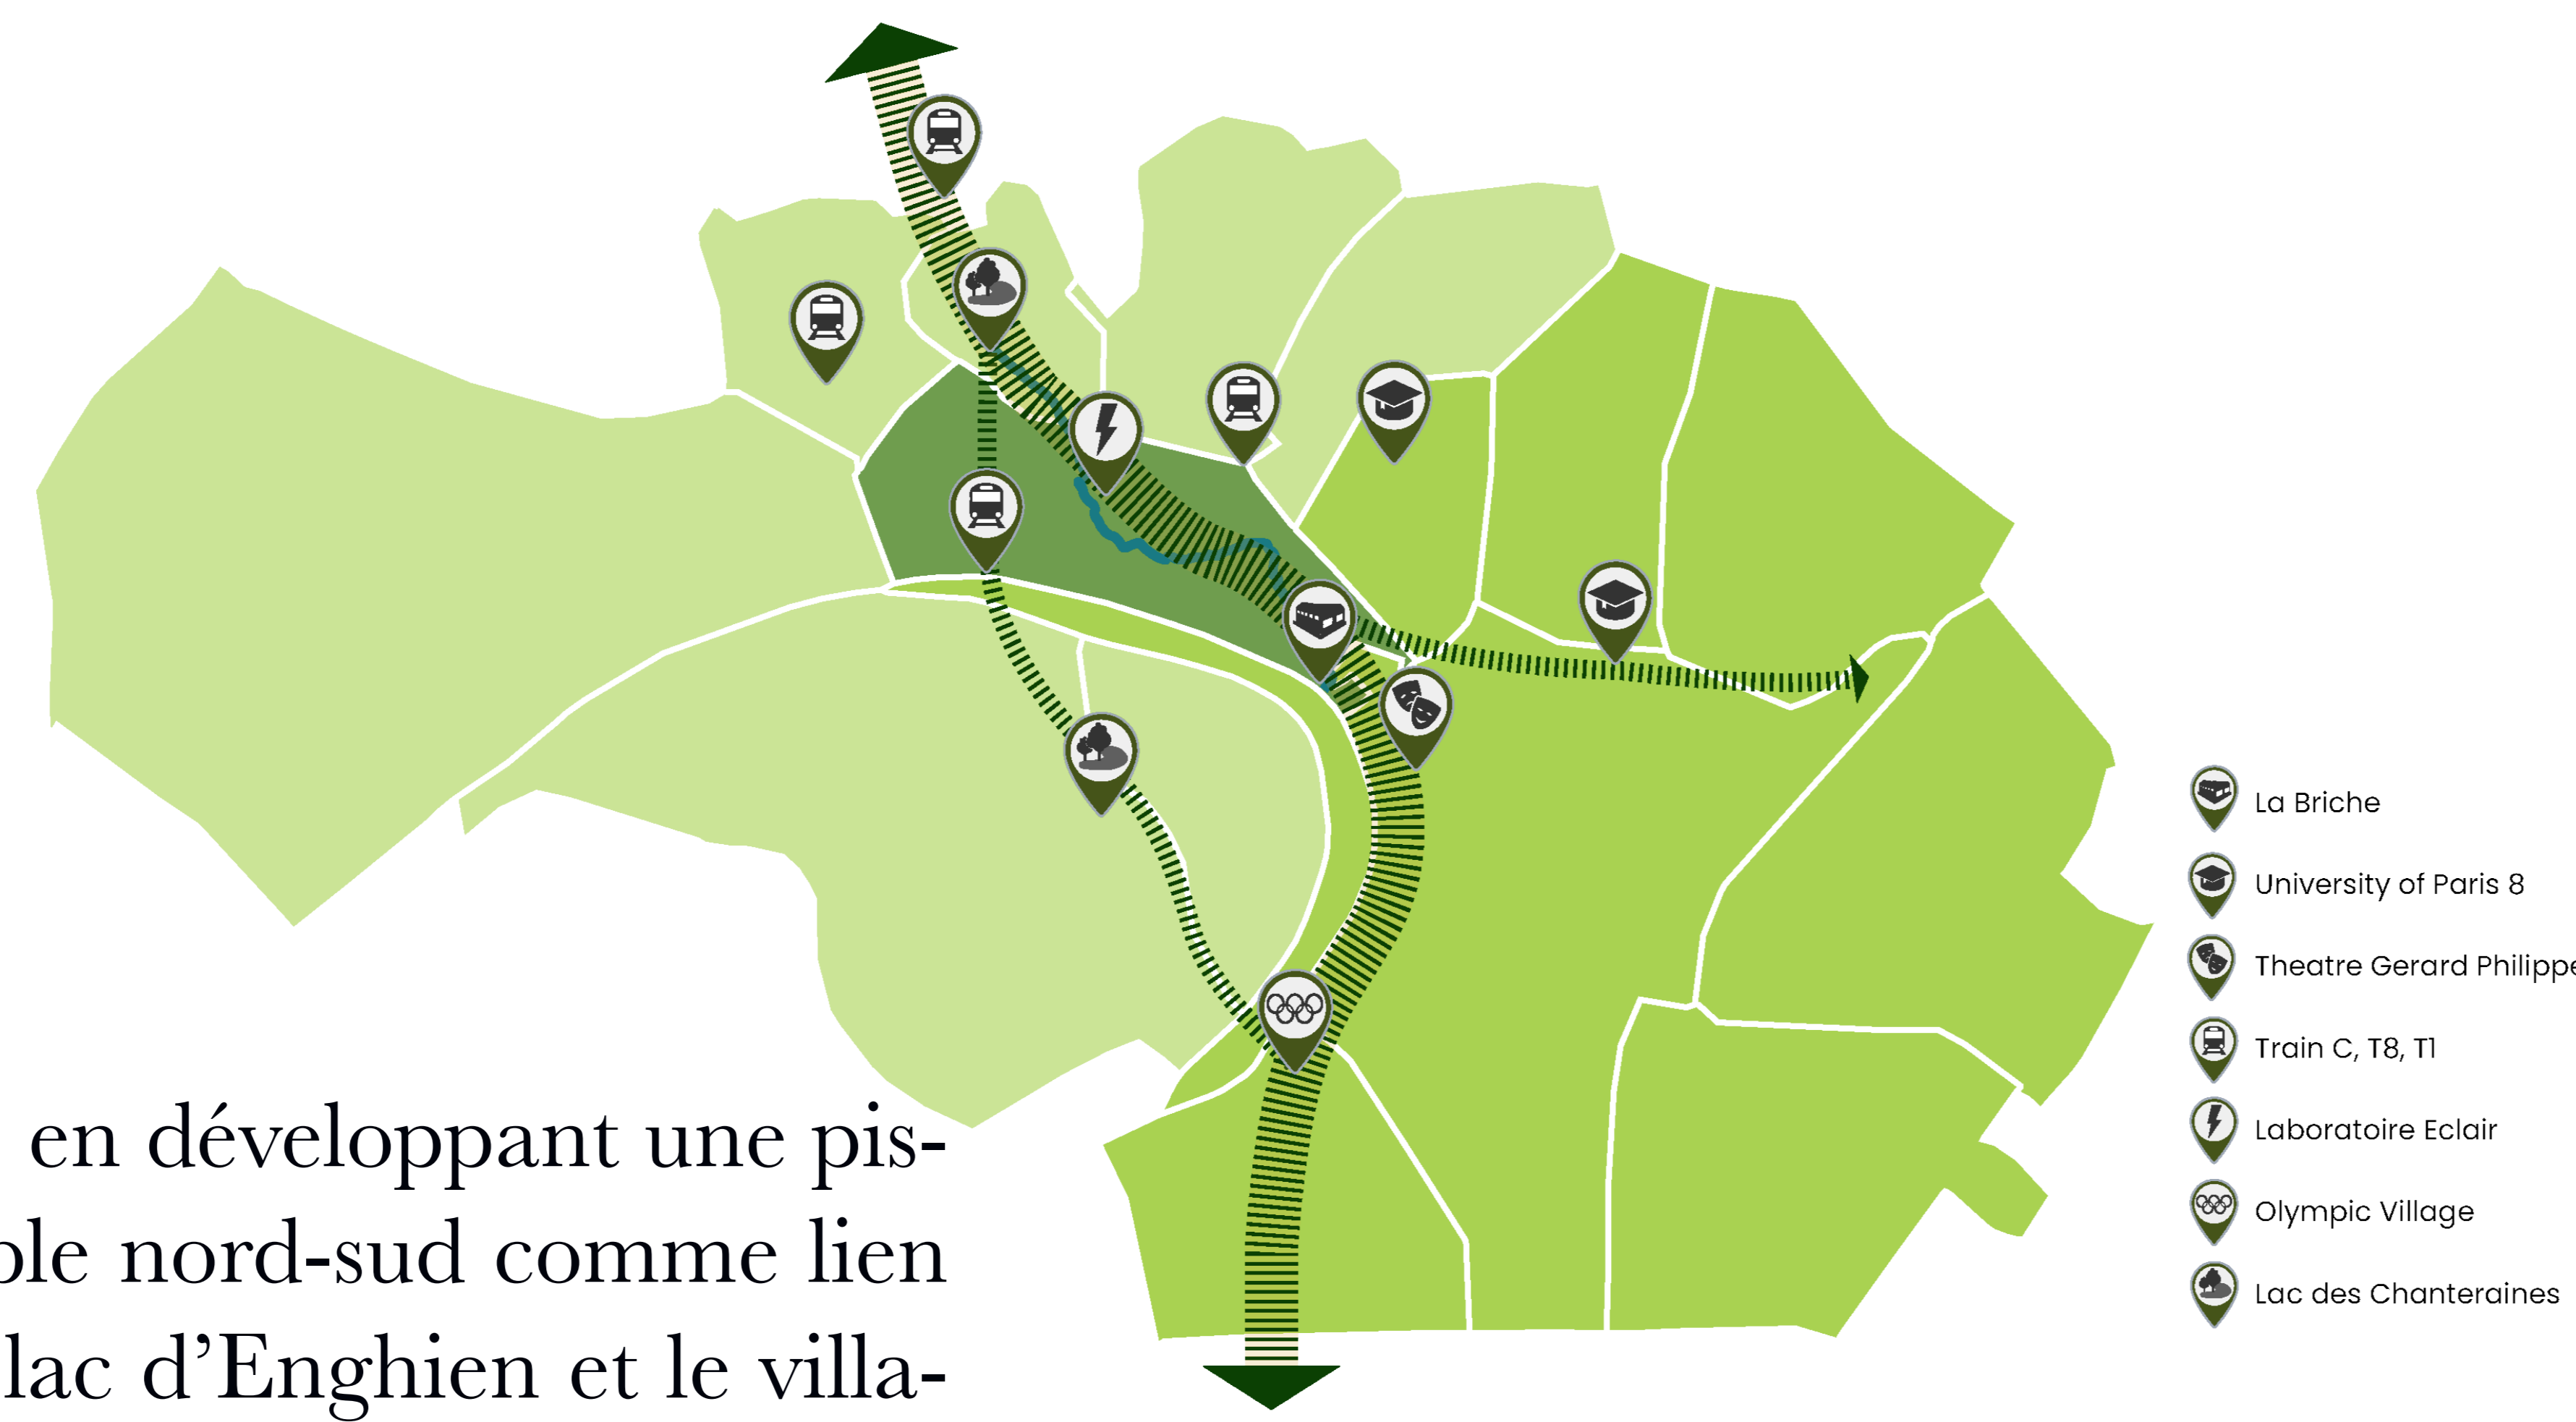 en développant une pis-
ple nord-sud comme lien
lac d’Enghien et le villa-
La Briche
University of Paris 8
Theatre Gerard Philippe
Train C, T8, T1
Laboratoire Eclair
Olympic Village
Lac des Chanteraines